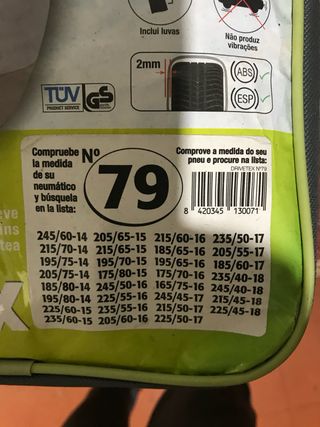 Inclui luvas
Não produz
vibrações
2mm
ABS
ESP
TÜV
PRODUCT SERVICE
GS
Compruebe
la medida
de su
neumático
y búsquela
en la lista:
Nº
79
Comprove a medida do seu
pneu e procure na lista:
DRIVETEX Nº79
8 420345 130071
245/60-14 205/65-15 215/60-16 235/50-17
215/70-14 215/65-15 185/65-16 205/55-17
195/75-14 195/70-15 195/65-16 185/60-17
205/75-14 175/80-15 175/70-16 235/40-18
185/80-14 245/50-16 165/75-16 245/40-18
195/80-14 225/55-16 245/45-17 215/45-18
225/60-15 235/55-16 215/50-17 225/45-18
235/60-15 205/60-16 225/50-17
X